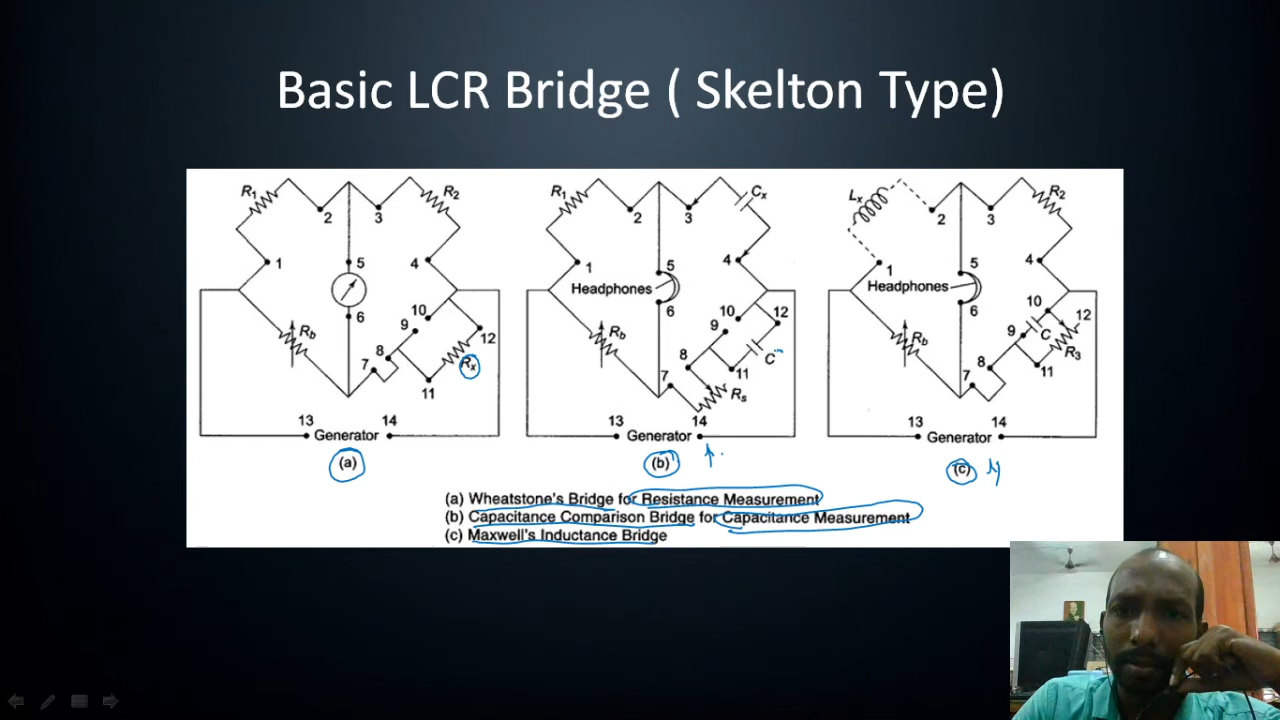 Basic LCR Bridge ( Skelton Type)
R1 2 3 R2
1 5 4
6
Rb 10
9 12
8 Rx
7
11
13 14
Generator
(a)
R1 2 3 Cx
1 5 4
Headphones
6 10
Rb 9 12
8 C
11
7 Rs
13 14
Generator
(b)
Lx 2 3 R2
1 5 4
Headphones
6 10
Rb 9 C 12
8 R3
7 11
13 14
Generator
(c)
(a) Wheatstone's Bridge for Resistance Measurement
(b) Capacitance Comparison Bridge for Capacitance Measurement
(c) Maxwell's Inductance Bridge